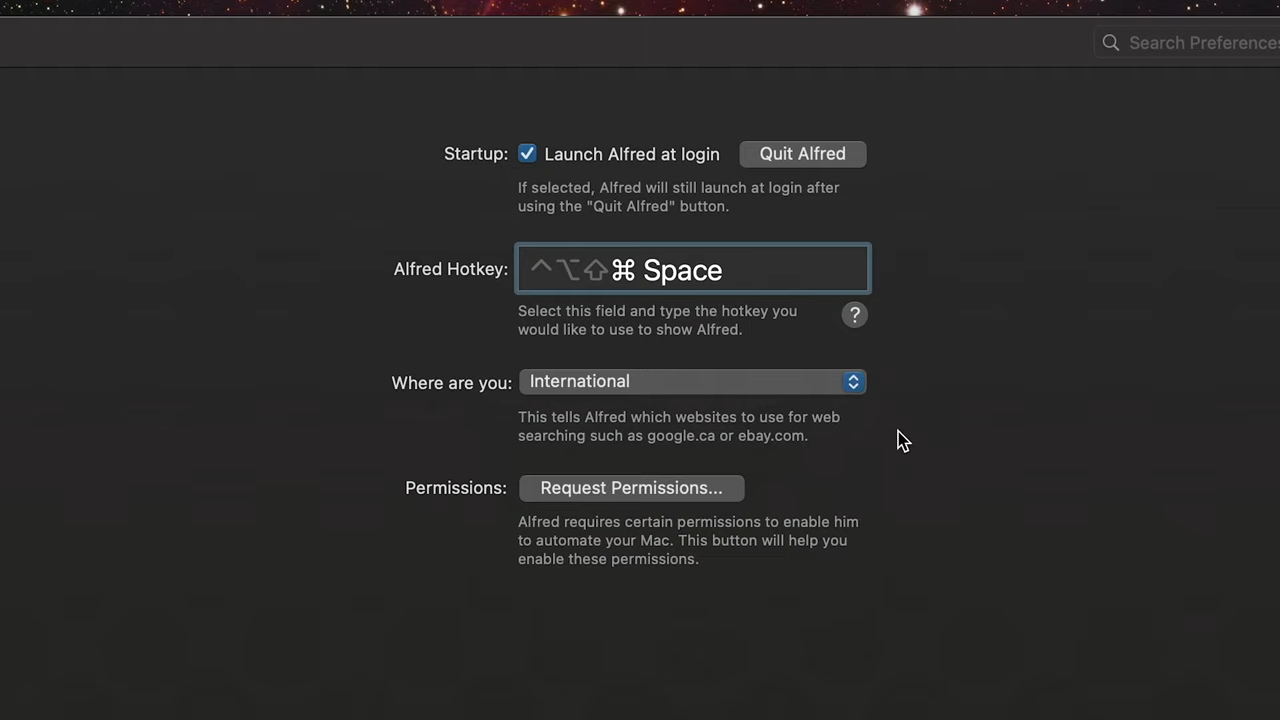 Search Preferences
Startup: Launch Alfred at login Quit Alfred
If selected, Alfred will still launch at login after
using the "Quit Alfred" button.
Alfred Hotkey: ^⌥⇧⌘ Space
Select this field and type the hotkey you ?
would like to use to show Alfred.
Where are you: International
This tells Alfred which websites to use for web
searching such as google.ca or ebay.com.
Permissions: Request Permissions...
Alfred requires certain permissions to enable him
to automate your Mac. This button will help you
enable these permissions.